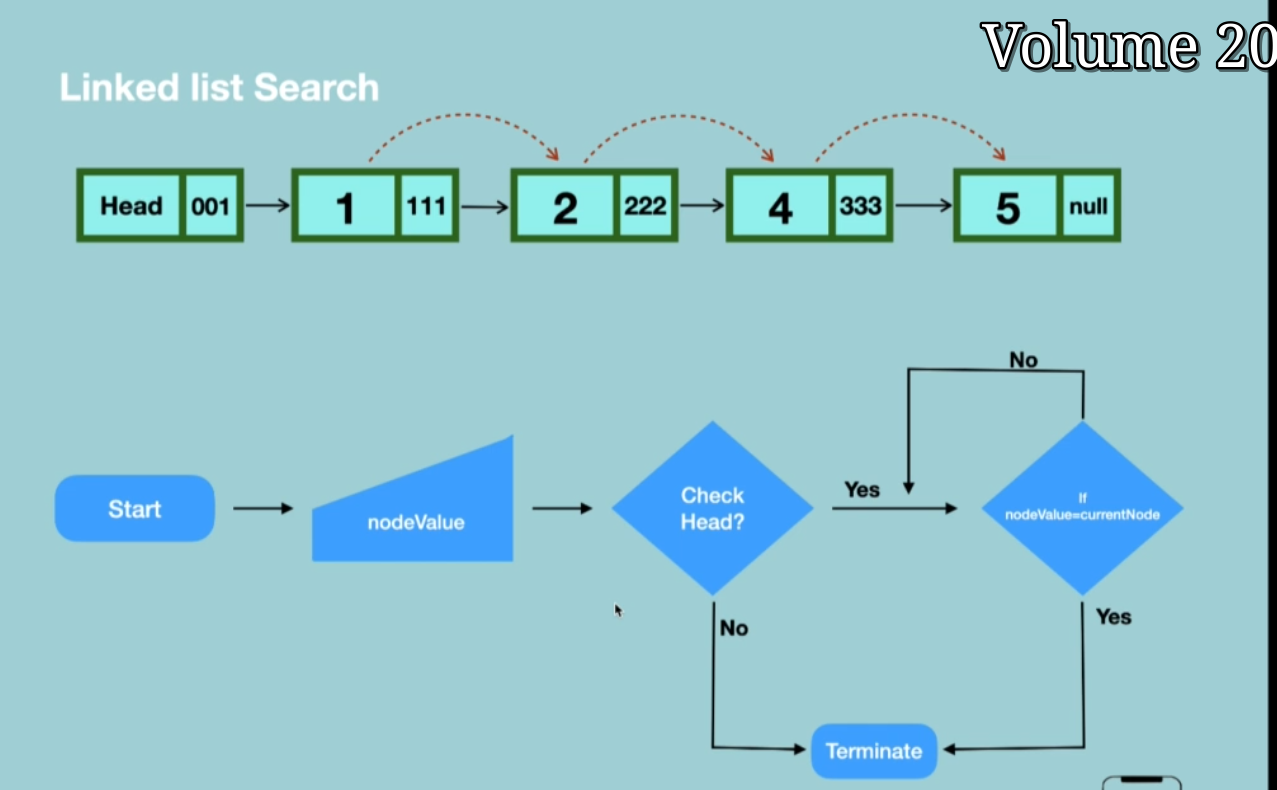 Volume 20
Linked list Search
Head 001 1 111 2 222 4 333 5 null
No
Start
nodeValue
Check
Head?
Yes
If
nodeValue=currentNode
No
Yes
Terminate